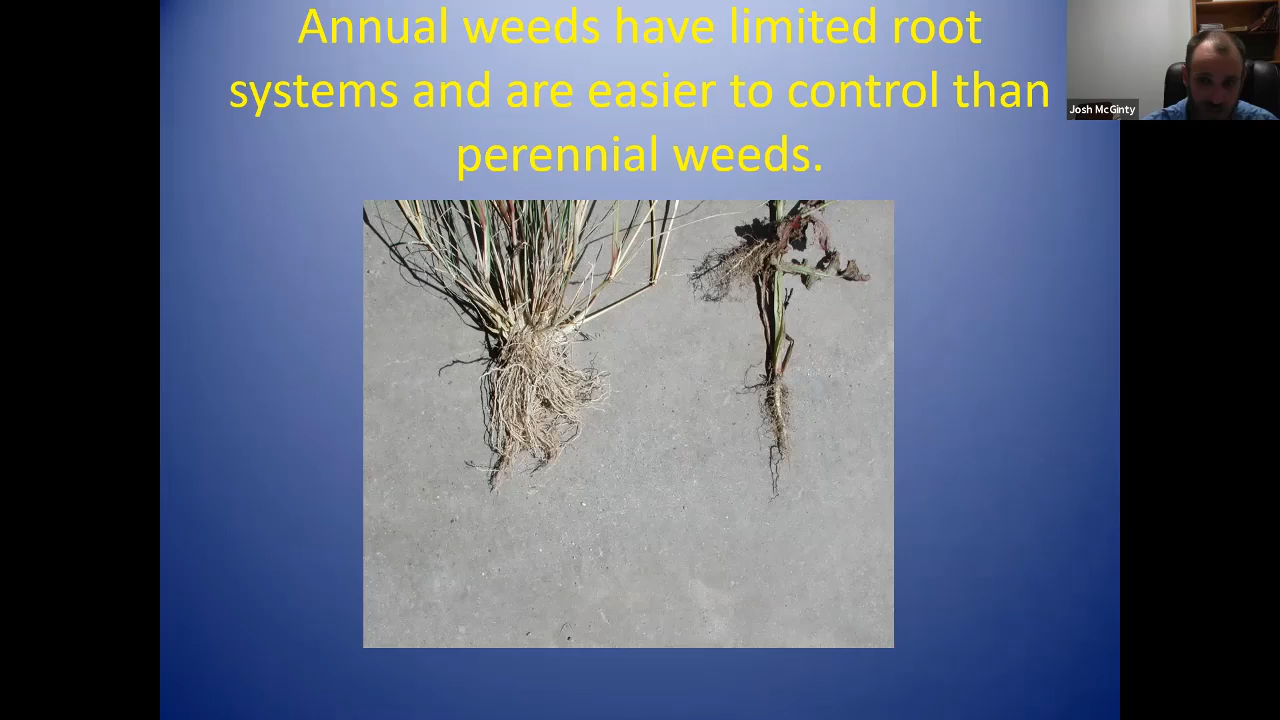 Annual weeds have limited root
systems and are easier to control than
perennial weeds.
Josh McGinty